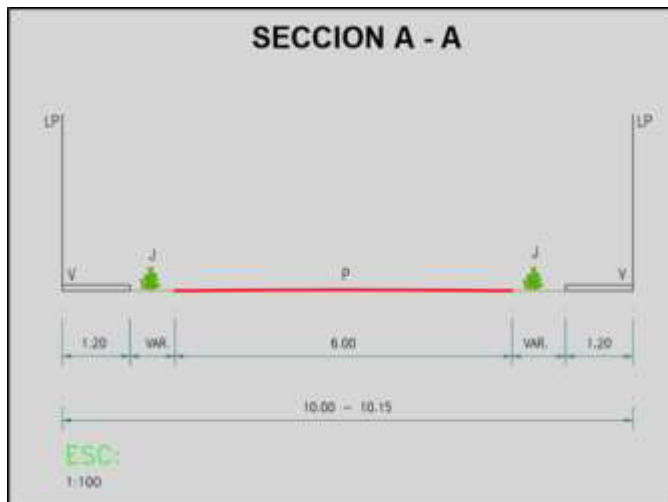 SECCION A - A
LP LP
J J
V P V
1.20 VAR. 6.00 VAR. 1.20
10.00 - 10.15
ESC:
1:100